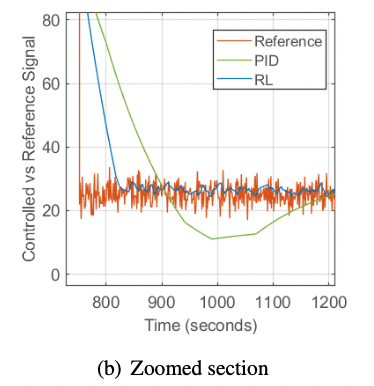 80
60
40
20
0
Controlled vs Reference Signal
Reference
PID
RL
800
900
1000
1100
1200
Time (seconds)
(b) Zoomed section